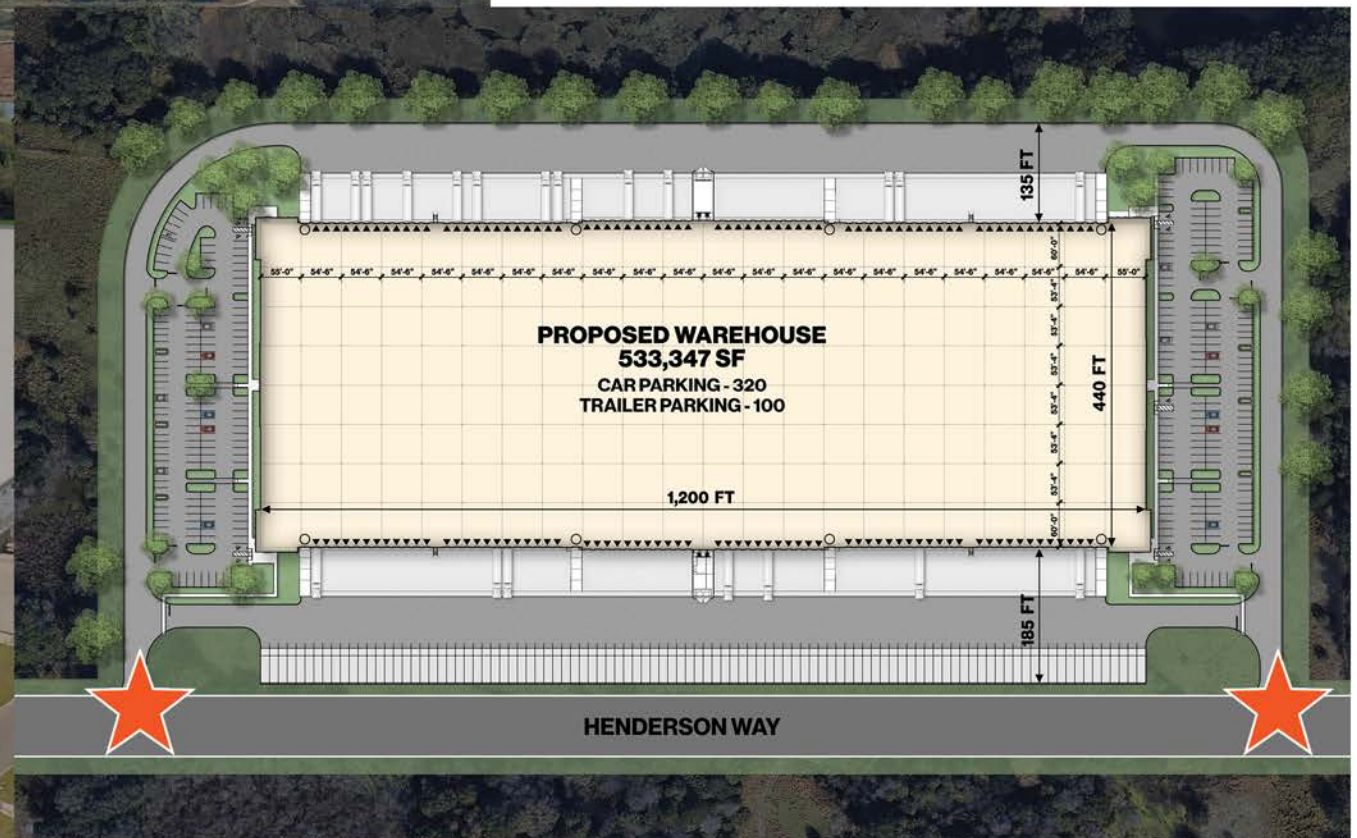 135 FT
60'-0"
55'-0" 54'-6" 54'-6" 54'-6" 54'-6" 54'-6" 54'-6" 54'-6" 54'-6" 54'-6" 54'-6" 54'-6" 54'-6" 54'-6" 54'-6" 54'-6" 54'-6" 54'-6" 54'-6" 54'-6" 54'-6" 55'-0"
53'-4"
53'-4"
53'-4"
53'-4"
53'-4"
53'-4"
60'-0"
PROPOSED WAREHOUSE
533,347 SF
CAR PARKING - 320
TRAILER PARKING - 100
440 FT
1,200 FT
185 FT
HENDERSON WAY